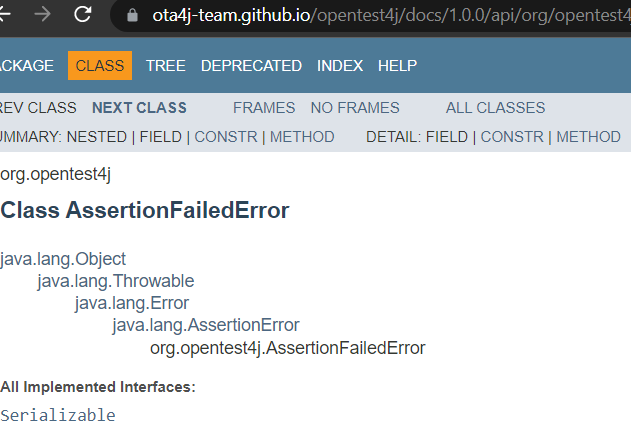 ota4j-team.github.io/opentest4j/docs/1.0.0/api/org/opentest4
ACKAGE CLASS TREE DEPRECATED INDEX HELP
REV CLASS NEXT CLASS FRAMES NO FRAMES ALL CLASSES
UMMARY: NESTED | FIELD | CONSTR | METHOD DETAIL: FIELD | CONSTR | METHOD
org.opentest4j
Class AssertionFailedError
java.lang.Object
java.lang.Throwable
java.lang.Error
java.lang.AssertionError
org.opentest4j.AssertionFailedError
All Implemented Interfaces:
Serializable